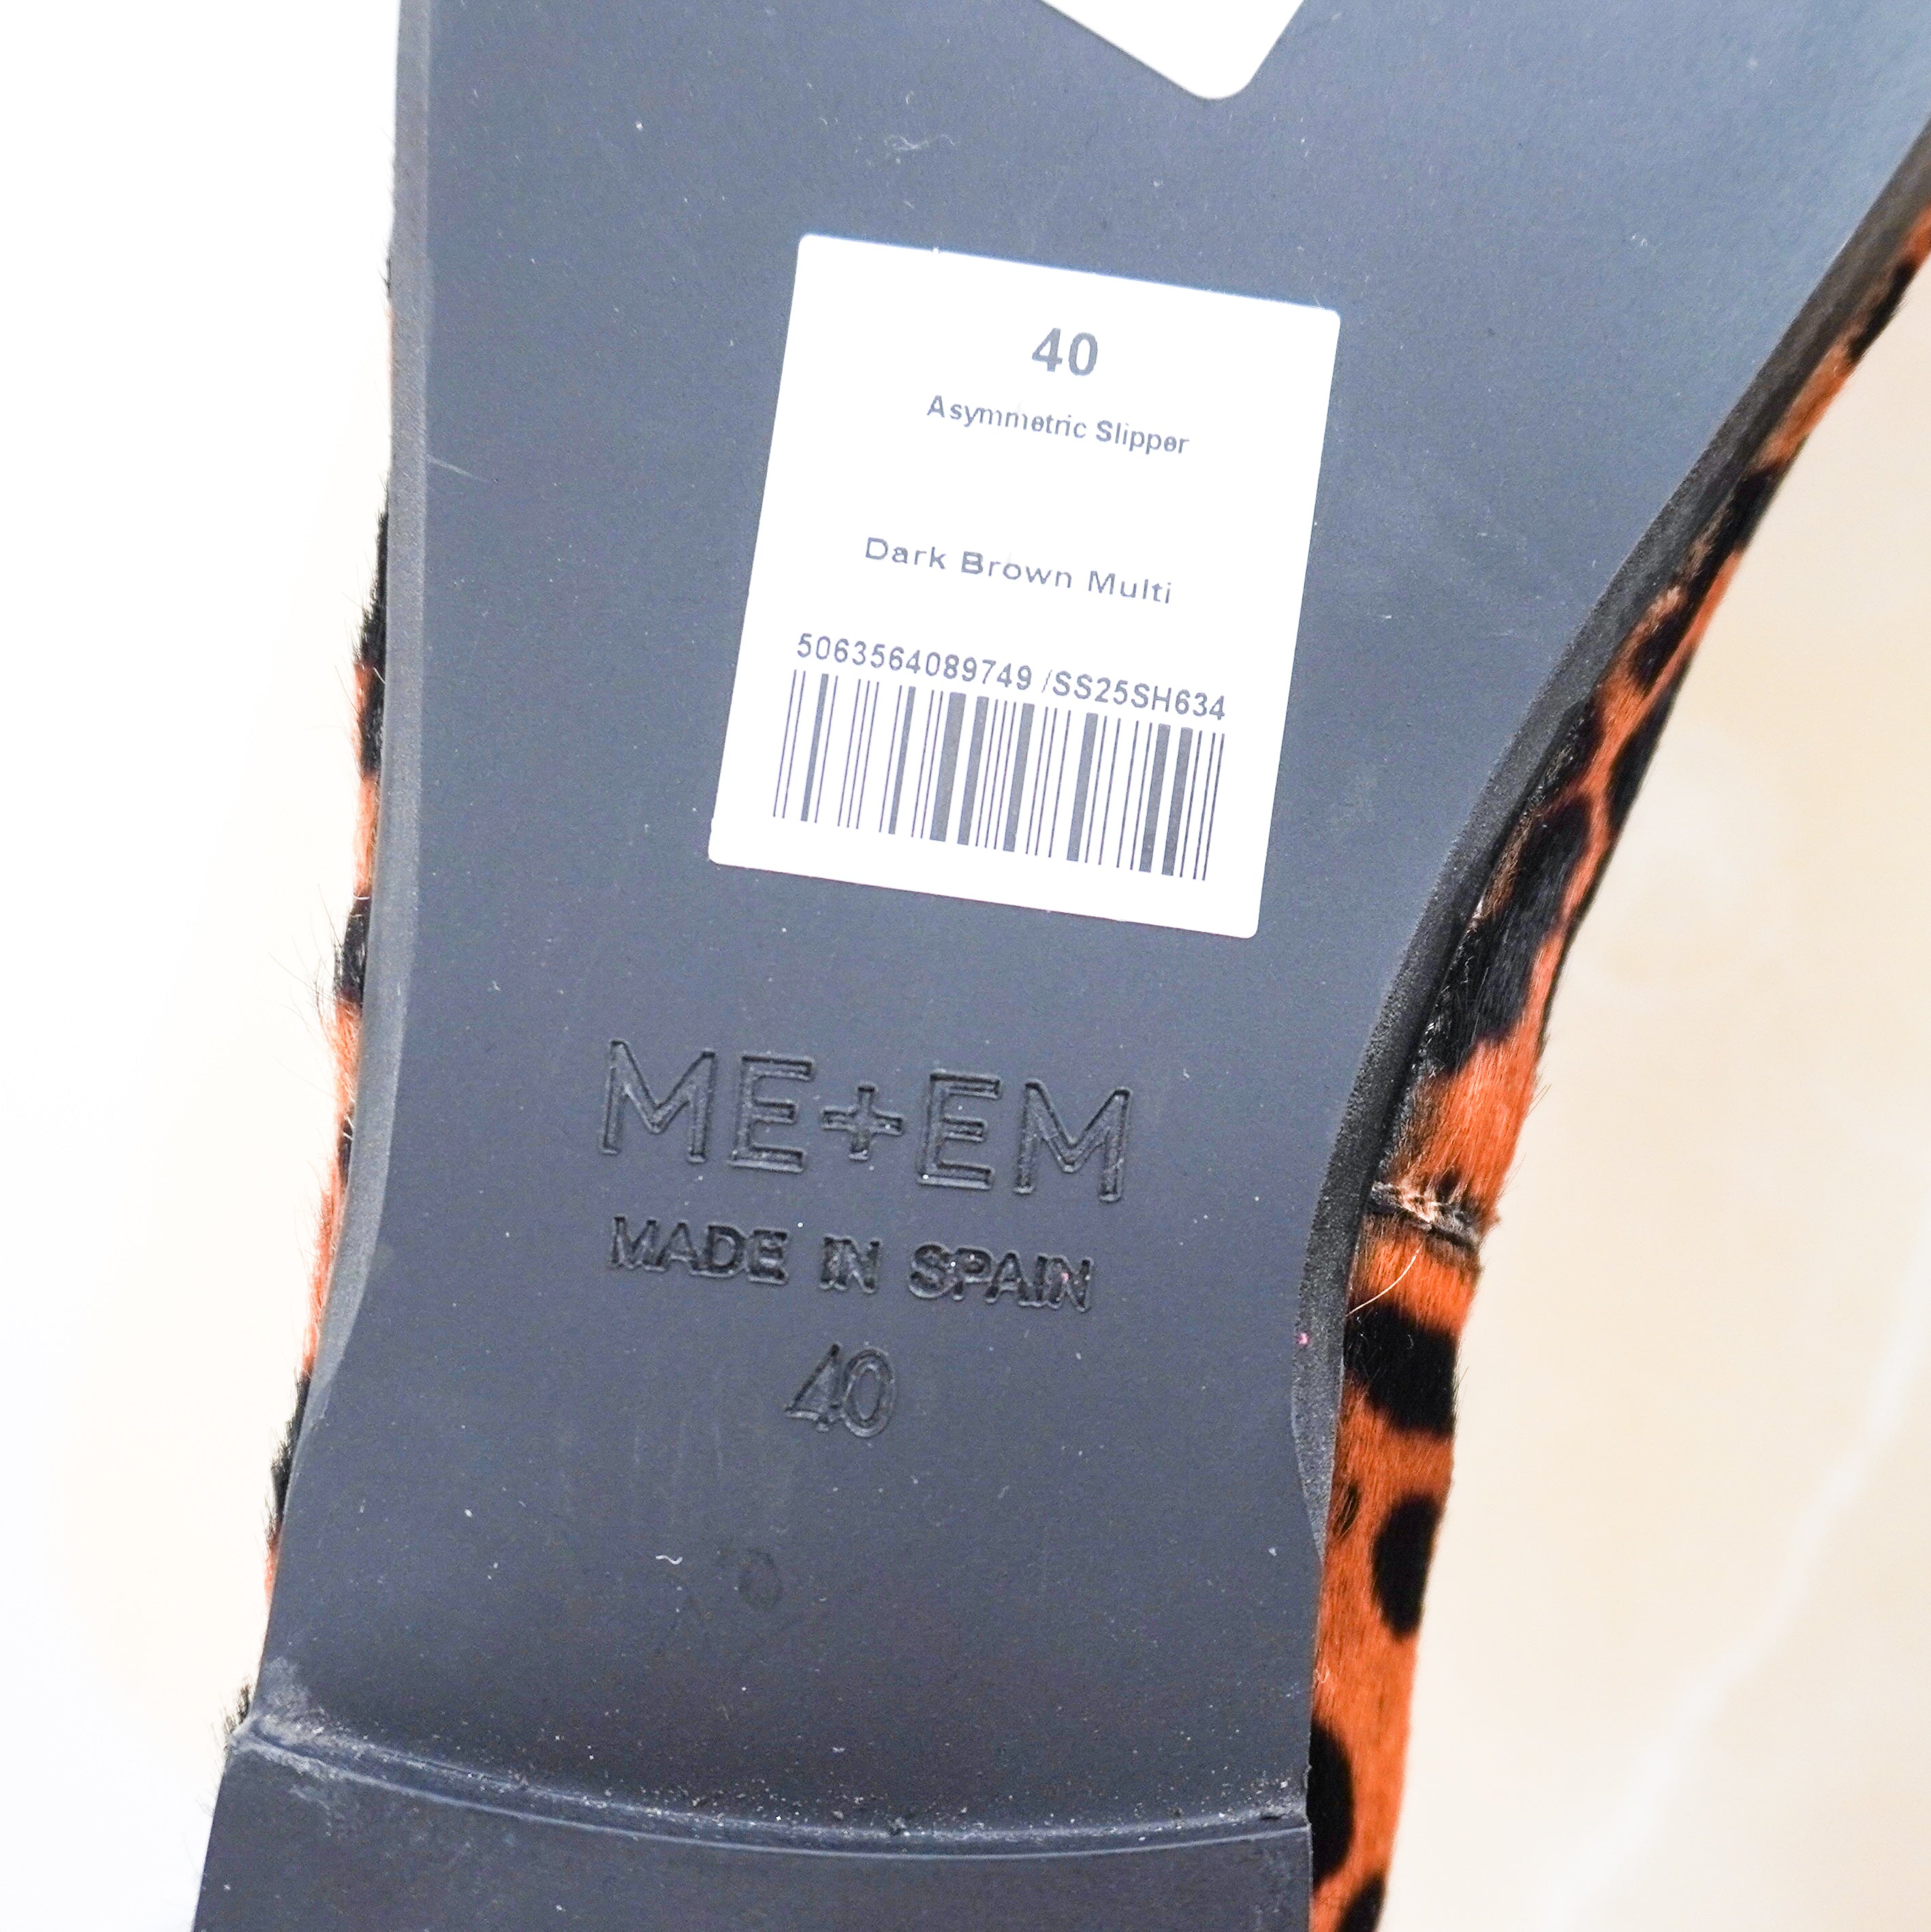 40
Asymmetric Slipper
Dark Brown Multi
5063564089749 /SS25SH634
ME+EM
MADE IN SPAIN
40